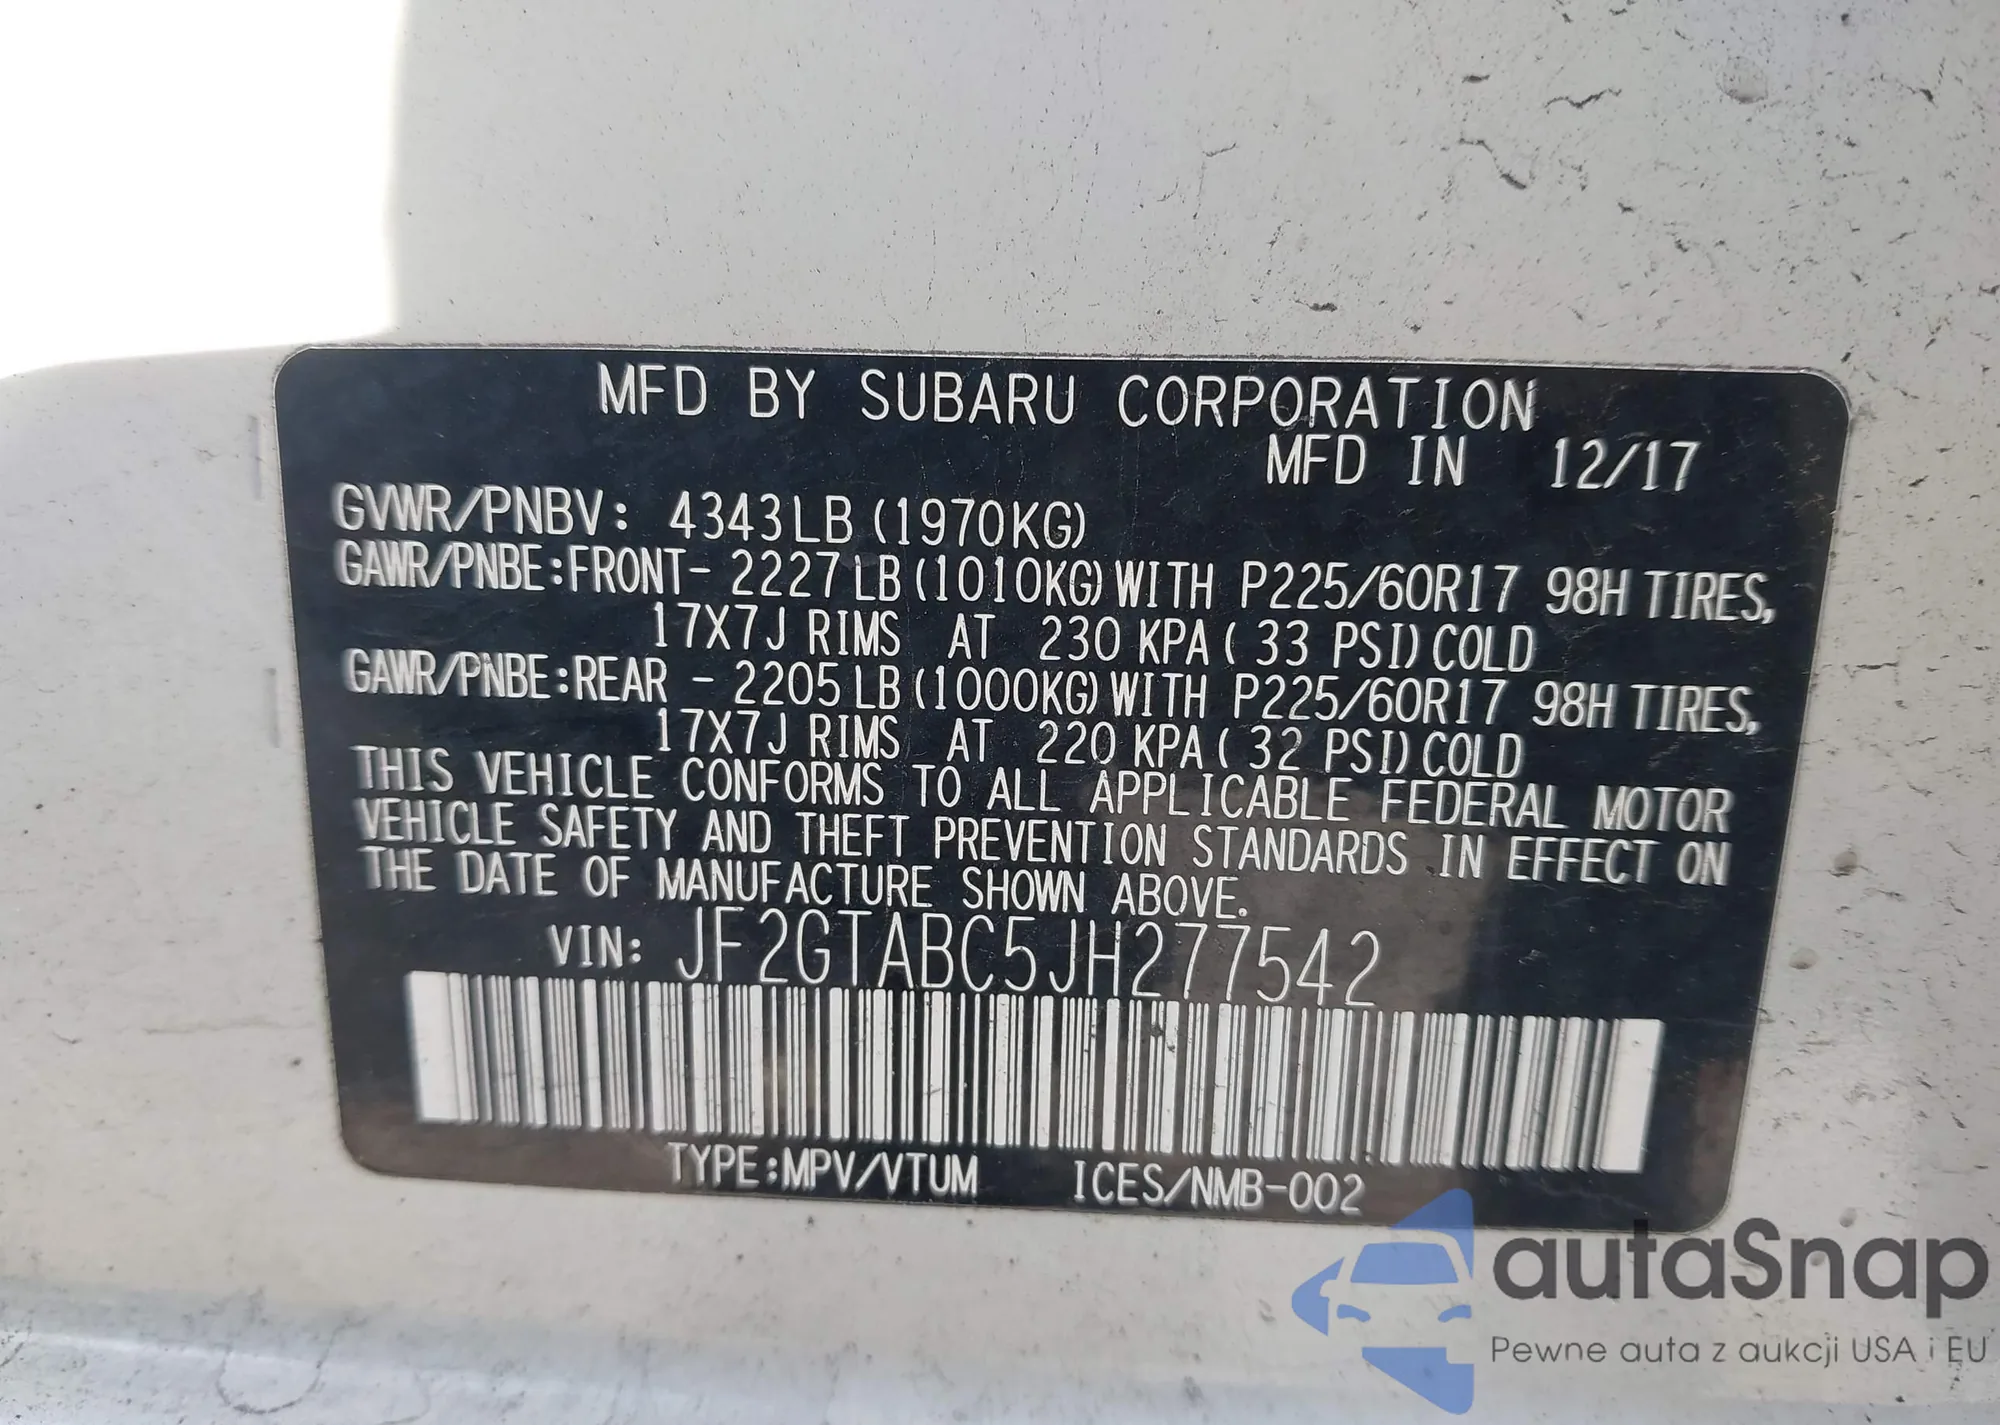 MFD BY SUBARU CORPORATION
MFD IN 12/17
GVWR/PNBV: 4343LB (1970KG)
GAWR/PNBE:FRONT- 2227LB (1010KG) WITH P225/60R17 98H TIRES,
17X7J RIMS AT 230 KPA ( 33 PSI) COLD
GAWR/PNBE:REAR - 2205LB (1000KG) WITH P225/60R17 98H TIRES,
17X7J RIMS AT 220 KPA ( 32 PSI) COLD
THIS VEHICLE CONFORMS TO ALL APPLICABLE FEDERAL MOTOR
VEHICLE SAFETY AND THEFT PREVENTION STANDARDS IN EFFECT ON
THE DATE OF MANUFACTURE SHOWN ABOVE.
VIN: JF2GTABC5JH277542
TYPE:MPV/VTUM ICES/NMB-002
autaSnap
Pewne auta z aukcji USA i EU